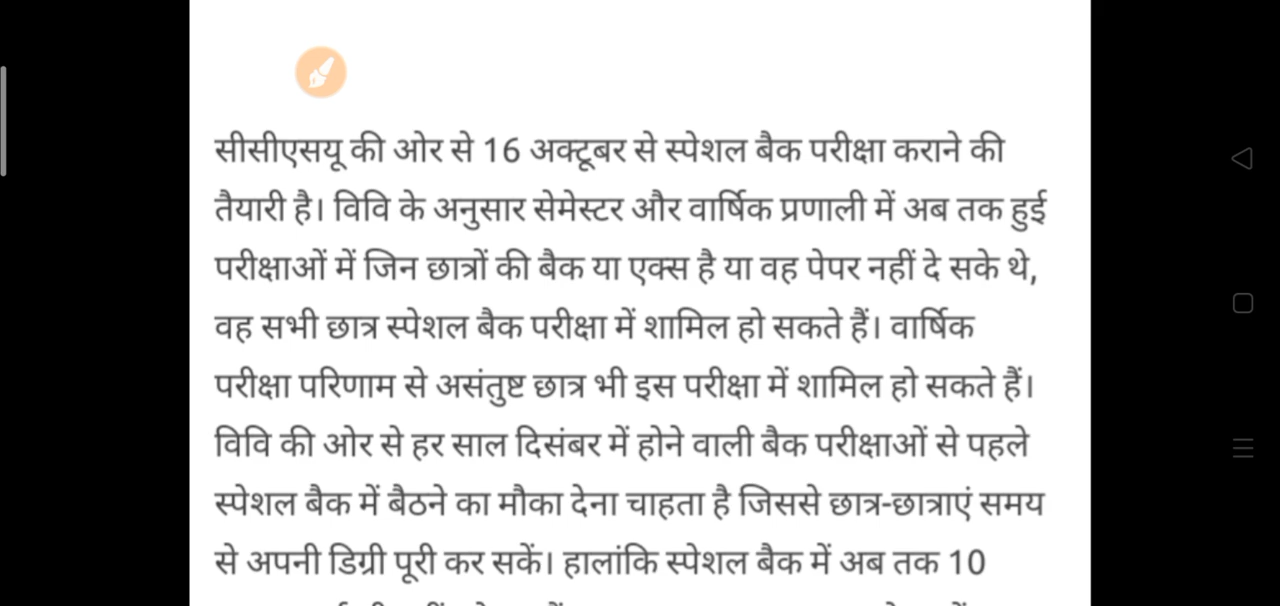 सीसीएसयू की ओर से 16 अक्टूबर से स्पेशल बैक परीक्षा कराने की
तैयारी है। विवि के अनुसार सेमेस्टर और वार्षिक प्रणाली में अब तक हुई
परीक्षाओं में जिन छात्रों की बैक या एक्स है या वह पेपर नहीं दे सके थे,
वह सभी छात्र स्पेशल बैक परीक्षा में शामिल हो सकते हैं। वार्षिक
परीक्षा परिणाम से असंतुष्ट छात्र भी इस परीक्षा में शामिल हो सकते हैं।
विवि की ओर से हर साल दिसंबर में होने वाली बैक परीक्षाओं से पहले
स्पेशल बैक में बैठने का मौका देना चाहता है जिससे छात्र-छात्राएं समय
से अपनी डिग्री पूरी कर सकें। हालांकि स्पेशल बैक में अब तक 10